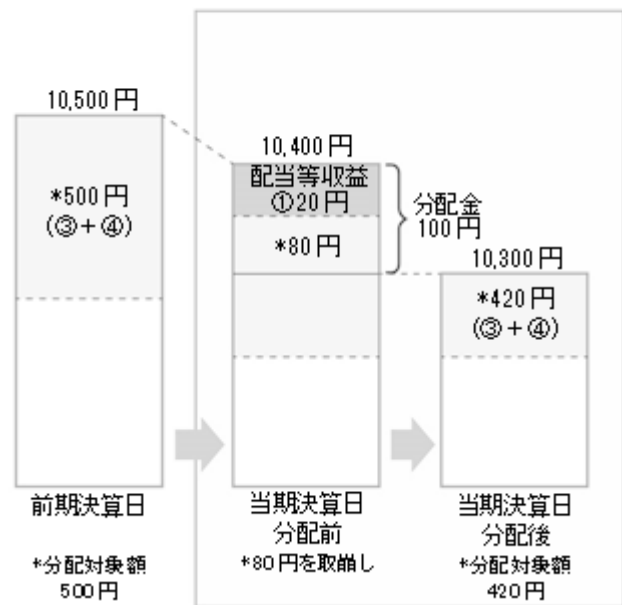 10,500円
*500円
(③+④)
前期決算日
*分配対象額
500円
10,400円
配当等収益
①20円
*80円
分配金
100円
当期決算日
分配前
*80円を取崩し
10,300円
*420円
(③+④)
当期決算日
分配後
*分配対象額
420円